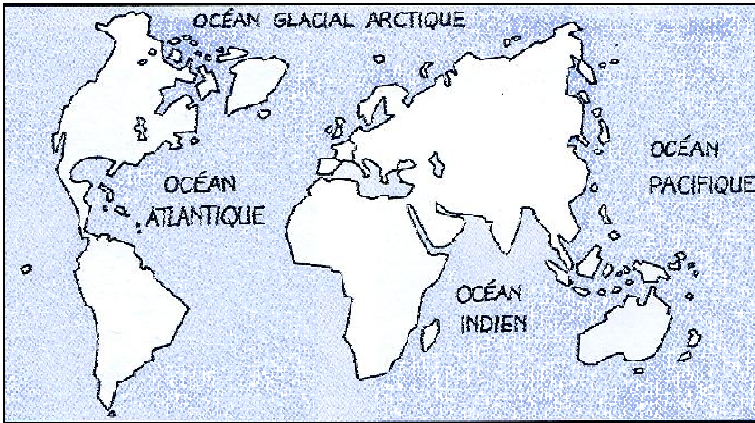 OCÉAN GLACIAL ARCTIQUE
OCÉAN
ATLANTIQUE
OCÉAN
PACIFIQUE
OCÉAN
INDIEN